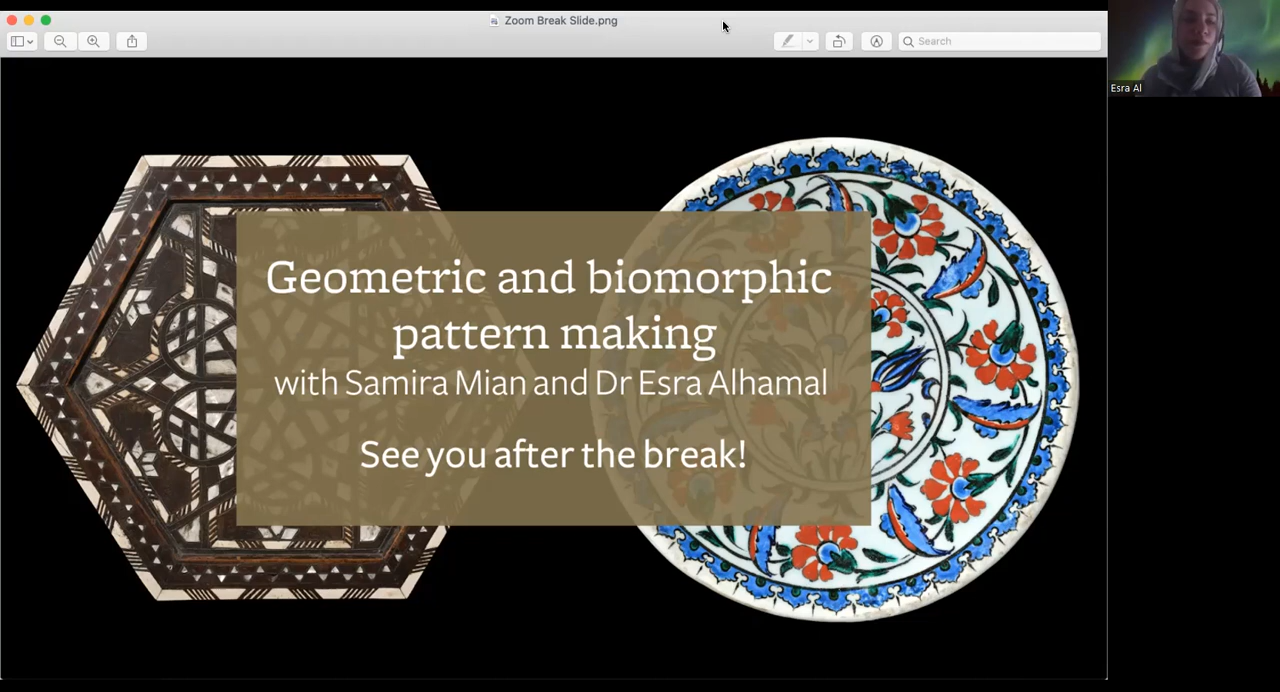 Zoom Break Slide.png
Search
Esra Al
Geometric and biomorphic
pattern making
with Samira Mian and Dr Esra Alhamal
See you after the break!